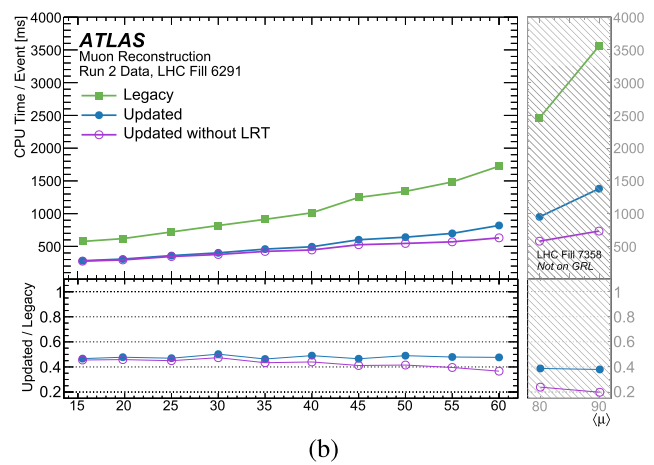 ATLAS
Muon Reconstruction
Run 2 Data, LHC Fill 6291
Legacy
Updated
Updated without LRT
CPU Time / Event [ms]
4000
3500
3000
2500
2000
1500
1000
500
4000
3500
3000
2500
2000
1500
1000
500
LHC Fill 7358
Not on GRL
Updated / Legacy
1
0.8
0.6
0.4
0.2
1
0.8
0.6
0.4
0.2
15 20 25 30 35 40 45 50 55 60 80 90
⟨μ⟩
(b)